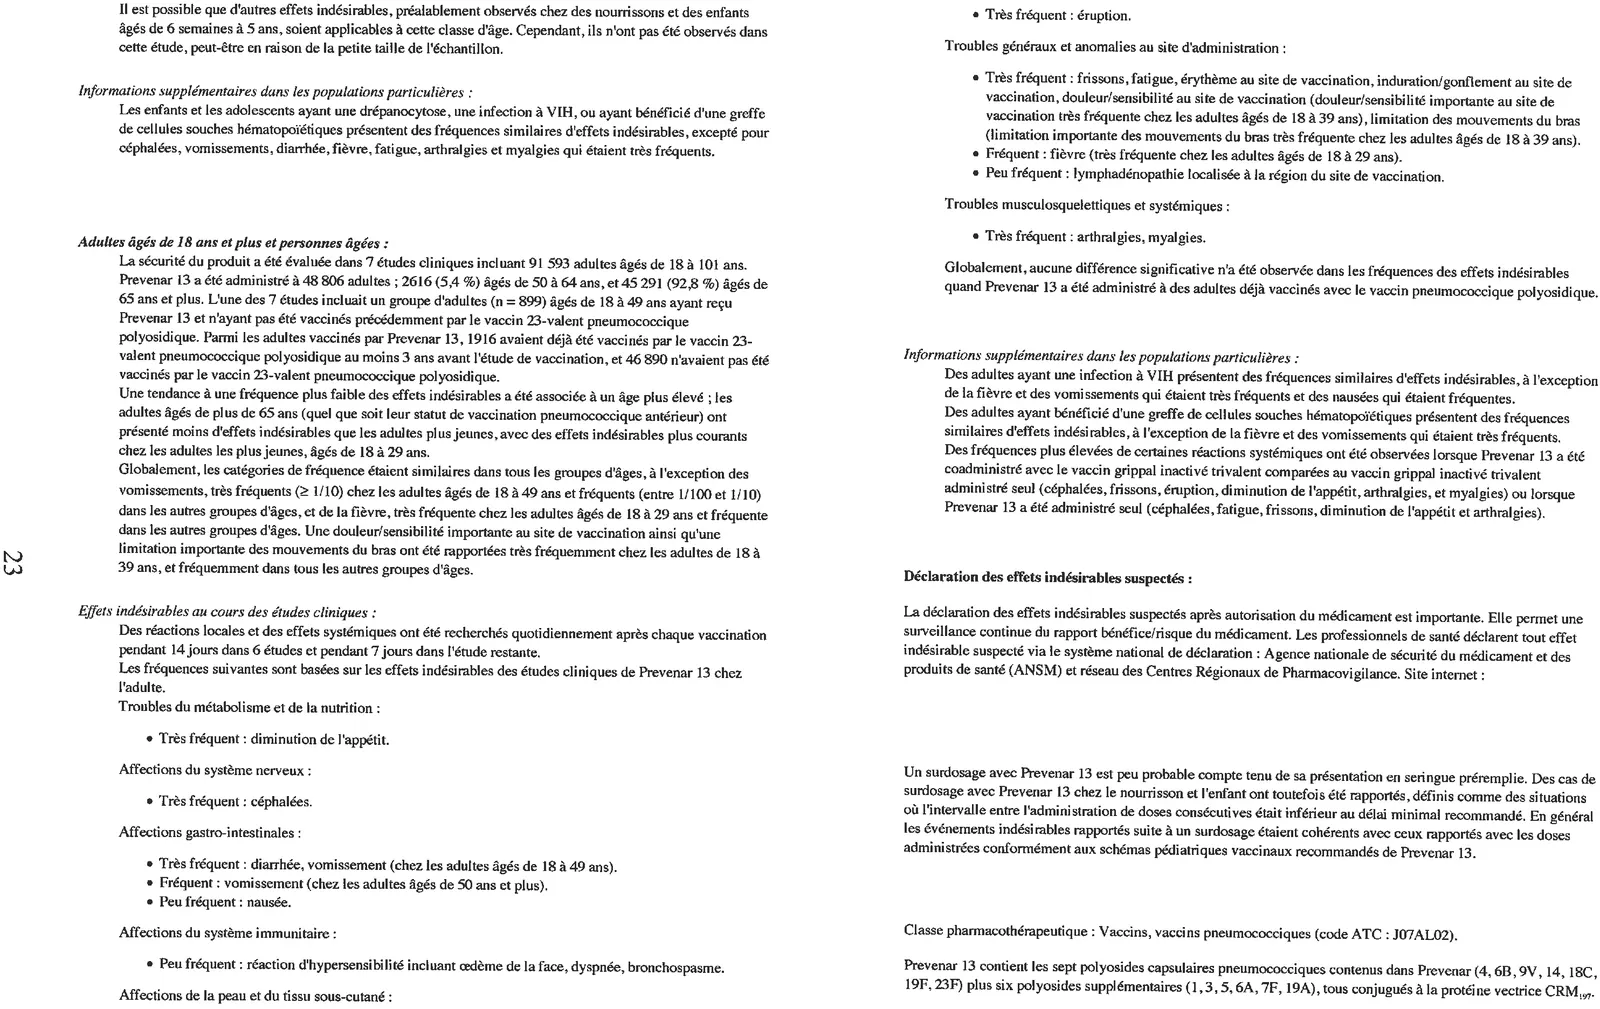 Il est possible que d'autres effets indésirables, préalablement observés chez des nourrissons et des enfants
âgés de 6 semaines à 5 ans, soient applicables à cette classe d'âge. Cependant, ils n'ont pas été observés dans
cette étude, peut-être en raison de la petite taille de l'échantillon.
Informations supplémentaires dans les populations particulières :
Les enfants et les adolescents ayant une drépanocytose, une infection à VIH, ou ayant bénéficié d'une greffe
de cellules souches hématopoïétiques présentent des fréquences similaires d'effets indésirables, excepté pour
céphalées, vomissements, diarrhée, fièvre, fatigue, arthralgies et myalgies qui étaient très fréquents.
Adultes âgés de 18 ans et plus et personnes âgées :
La sécurité du produit a été évaluée dans 7 études cliniques incluant 91 593 adultes âgés de 18 à 101 ans.
Prevenar 13 a été administré à 48 806 adultes ; 2616 (5,4 %) âgés de 50 à 64 ans, et 45 291 (92,8 %) âgés de
65 ans et plus. L'une des 7 études incluait un groupe d'adultes (n = 899) âgés de 18 à 49 ans ayant reçu
Prevenar 13 et n'ayant pas été vaccinés précédemment par le vaccin 23-valent pneumococcique
polyosidique. Parmi les adultes vaccinés par Prevenar 13, 1916 avaient déjà été vaccinés par le vaccin 23-
valent pneumococcique polyosidique au moins 3 ans avant l'étude de vaccination, et 46 890 n'avaient pas été
vaccinés par le vaccin 23-valent pneumococcique polyosidique.
Une tendance à une fréquence plus faible des effets indésirables a été associée à un âge plus élevé ; les
adultes âgés de plus de 65 ans (quel que soit leur statut de vaccination pneumococcique antérieur) ont
présenté moins d'effets indésirables que les adultes plus jeunes, avec des effets indésirables plus courants
chez les adultes les plus jeunes, âgés de 18 à 29 ans.
Globalement, les catégories de fréquence étaient similaires dans tous les groupes d'âges, à l'exception des
vomissements, très fréquents (≥ 1/10) chez les adultes âgés de 18 à 49 ans et fréquents (entre 1/100 et 1/10)
dans les autres groupes d'âges, et de la fièvre, très fréquente chez les adultes âgés de 18 à 29 ans et fréquente
dans les autres groupes d'âges. Une douleur/sensibilité importante au site de vaccination ainsi qu'une
limitation importante des mouvements du bras ont été rapportées très fréquemment chez les adultes de 18 à
39 ans, et fréquemment dans tous les autres groupes d'âges.
Effets indésirables au cours des études cliniques :
Des réactions locales et des effets systémiques ont été recherchés quotidiennement après chaque vaccination
pendant 14 jours dans 6 études et pendant 7 jours dans l'étude restante.
Les fréquences suivantes sont basées sur les effets indésirables des études cliniques de Prevenar 13 chez
l'adulte.
Troubles du métabolisme et de la nutrition :
• Très fréquent : diminution de l'appétit.
Affections du système nerveux :
• Très fréquent : céphalées.
Affections gastro-intestinales :
• Très fréquent : diarrhée, vomissement (chez les adultes âgés de 18 à 49 ans).
• Fréquent : vomissement (chez les adultes âgés de 50 ans et plus).
• Peu fréquent : nausée.
Affections du système immunitaire :
• Peu fréquent : réaction d'hypersensibilité incluant œdème de la face, dyspnée, bronchospasme.
Affections de la peau et du tissu sous-cutané :
23
• Très fréquent : éruption.
Troubles généraux et anomalies au site d'administration :
• Très fréquent : frissons, fatigue, érythème au site de vaccination, induration/gonflement au site de
vaccination, douleur/sensibilité au site de vaccination (douleur/sensibilité importante au site de
vaccination très fréquente chez les adultes âgés de 18 à 39 ans), limitation des mouvements du bras
(limitation importante des mouvements du bras très fréquente chez les adultes âgés de 18 à 39 ans).
• Fréquent : fièvre (très fréquente chez les adultes âgés de 18 à 29 ans).
• Peu fréquent : lymphadénopathie localisée à la région du site de vaccination.
Troubles musculosquelettiques et systémiques :
• Très fréquent : arthralgies, myalgies.
Globalement, aucune différence significative n'a été observée dans les fréquences des effets indésirables
quand Prevenar 13 a été administré à des adultes déjà vaccinés avec le vaccin pneumococcique polyosidique.
Informations supplémentaires dans les populations particulières :
Des adultes ayant une infection à VIH présentent des fréquences similaires d'effets indésirables, à l'exception
de la fièvre et des vomissements qui étaient très fréquents et des nausées qui étaient fréquentes.
Des adultes ayant bénéficié d'une greffe de cellules souches hématopoïétiques présentent des fréquences
similaires d'effets indésirables, à l'exception de la fièvre et des vomissements qui étaient très fréquents.
Des fréquences plus élevées de certaines réactions systémiques ont été observées lorsque Prevenar 13 a été
coadministré avec le vaccin grippal inactivé trivalent comparées au vaccin grippal inactivé trivalent
administré seul (céphalées, frissons, éruption, diminution de l'appétit, arthralgies, et myalgies) ou lorsque
Prevenar 13 a été administré seul (céphalées, fatigue, frissons, diminution de l'appétit et arthralgies).
Déclaration des effets indésirables suspectés :
La déclaration des effets indésirables suspectés après autorisation du médicament est importante. Elle permet une
surveillance continue du rapport bénéfice/risque du médicament. Les professionnels de santé déclarent tout effet
indésirable suspecté via le système national de déclaration : Agence nationale de sécurité du médicament et des
produits de santé (ANSM) et réseau des Centres Régionaux de Pharmacovigilance. Site internet :
Un surdosage avec Prevenar 13 est peu probable compte tenu de sa présentation en seringue préremplie. Des cas de
surdosage avec Prevenar 13 chez le nourrisson et l'enfant ont toutefois été rapportés, définis comme des situations
où l'intervalle entre l'administration de doses consécutives était inférieur au délai minimal recommandé. En général
les événements indésirables rapportés suite à un surdosage étaient cohérents avec ceux rapportés avec les doses
administrées conformément aux schémas pédiatriques vaccinaux recommandés de Prevenar 13.
Classe pharmacothérapeutique : Vaccins, vaccins pneumococciques (code ATC : J07AL02).
Prevenar 13 contient les sept polyosides capsulaires pneumococciques contenus dans Prevenar (4, 6B, 9V, 14, 18C,
19F, 23F) plus six polyosides supplémentaires (1, 3, 5, 6A, 7F, 19A), tous conjugués à la protéine vectrice CRM197.